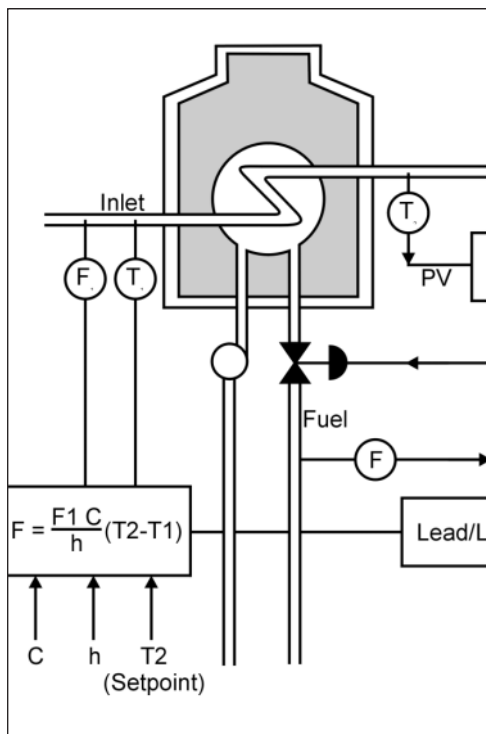 Inlet
T
F
T
PV
Fuel
F
F = F1 C/h (T2-T1)
Lead/L
C h T2
(Setpoint)